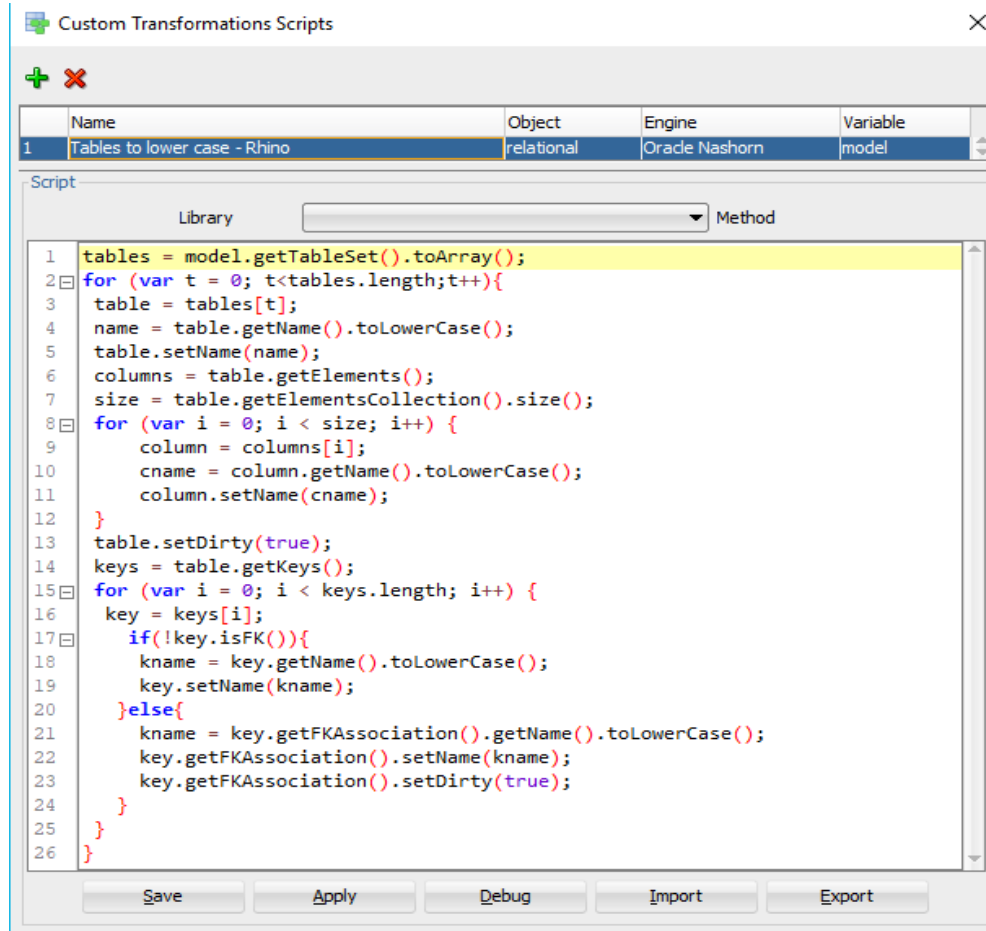 Custom Transformations Scripts
Name Object Engine Variable
1 Tables to lower case - Rhino relational Oracle Nashorn model
Script
Library Method
1 tables = model.getTableSet().toArray();
2 for (var t = 0; t<tables.length;t++){
3 table = tables[t];
4 name = table.getName().toLowerCase();
5 table.setName(name);
6 columns = table.getElements();
7 size = table.getElementsCollection().size();
8 for (var i = 0; i < size; i++) {
9 column = columns[i];
10 cname = column.getName().toLowerCase();
11 column.setName(cname);
12 }
13 table.setDirty(true);
14 keys = table.getKeys();
15 for (var i = 0; i < keys.length; i++) {
16 key = keys[i];
17 if(!key.isFK()){
18 kname = key.getName().toLowerCase();
19 key.setName(kname);
20 }else{
21 kname = key.getFKAssociation().getName().toLowerCase();
22 key.getFKAssociation().setName(kname);
23 key.getFKAssociation().setDirty(true);
24 }
25 }
26 }
Save Apply Debug Import Export